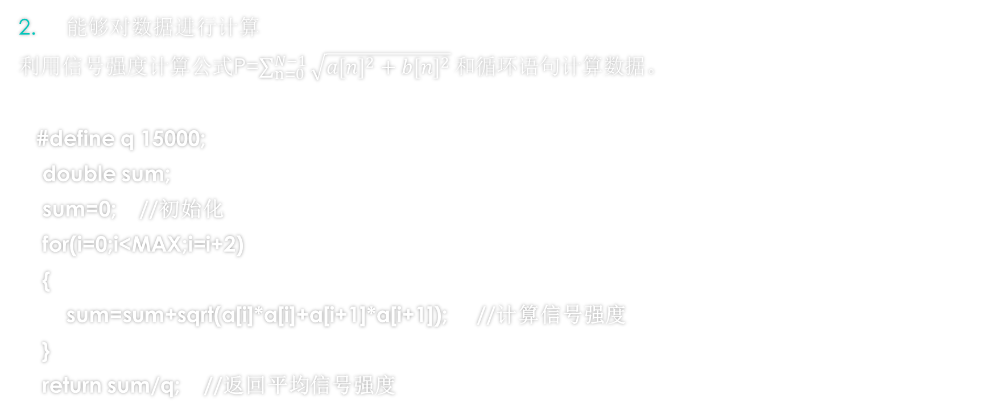 2. 能够对数据进行计算
利用信号强度计算公式P=∑_{n=0}^{N−1} √(a[n]² + b[n]²) 和循环语句计算数据。
#define q 15000;
double sum;
sum=0; //初始化
for(i=0;i<MAX;i=i+2)
{
sum=sum+sqrt(a[i]*a[i]+a[i+1]*a[i+1]); //计算信号强度
}
return sum/q; //返回平均信号强度